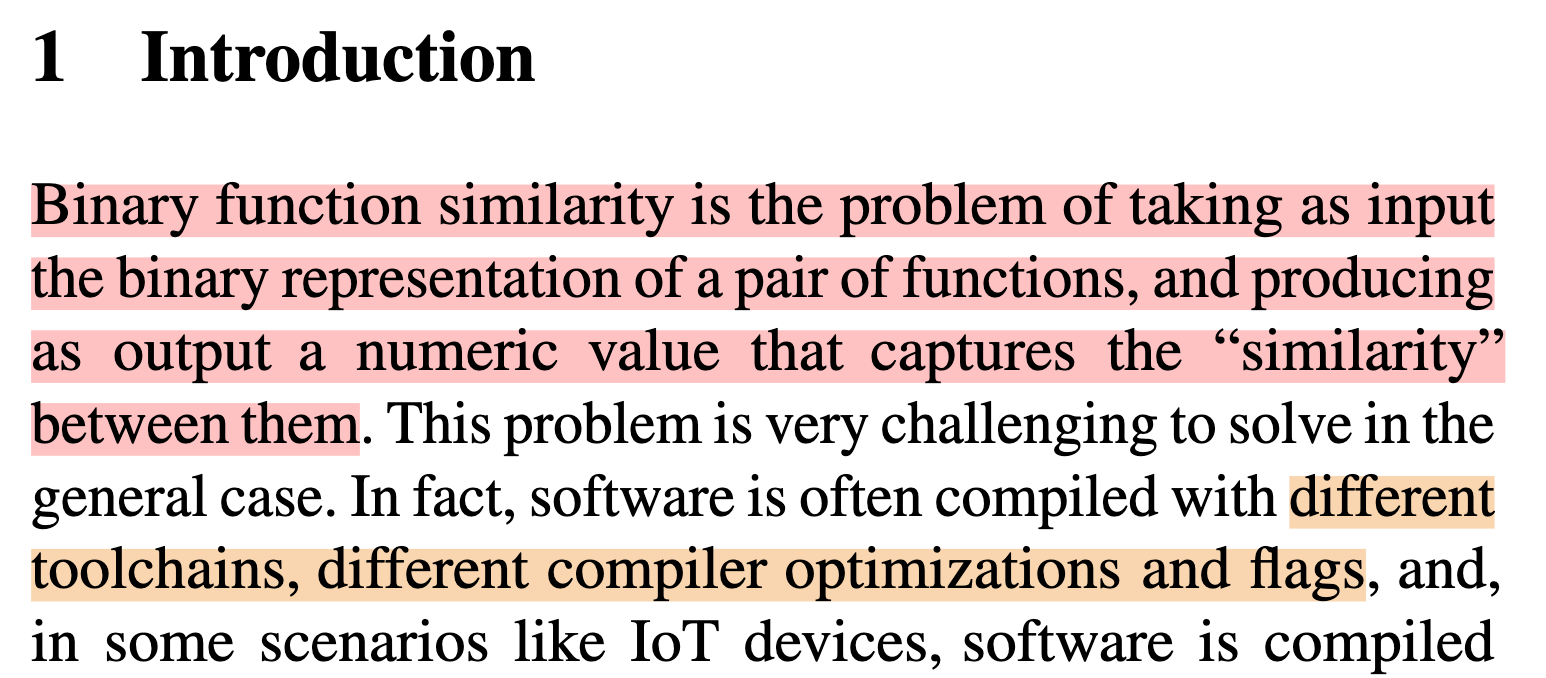 1 Introduction
Binary function similarity is the problem of taking as input
the binary representation of a pair of functions, and producing
as output a numeric value that captures the “similarity”
between them. This problem is very challenging to solve in the
general case. In fact, software is often compiled with different
toolchains, different compiler optimizations and flags, and,
in some scenarios like IoT devices, software is compiled